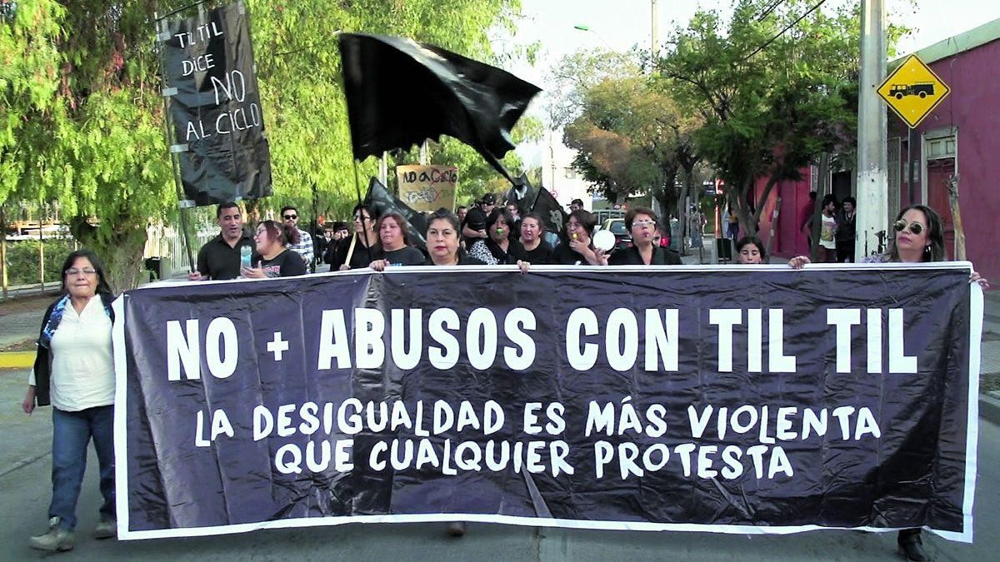 TIL TIL
DICE
NO
AL CICLO
NO al CICLO
NO + ABUSOS CON TIL TIL
LA DESIGUALDAD ES MÁS VIOLENTA
QUE CUALQUIER PROTESTA